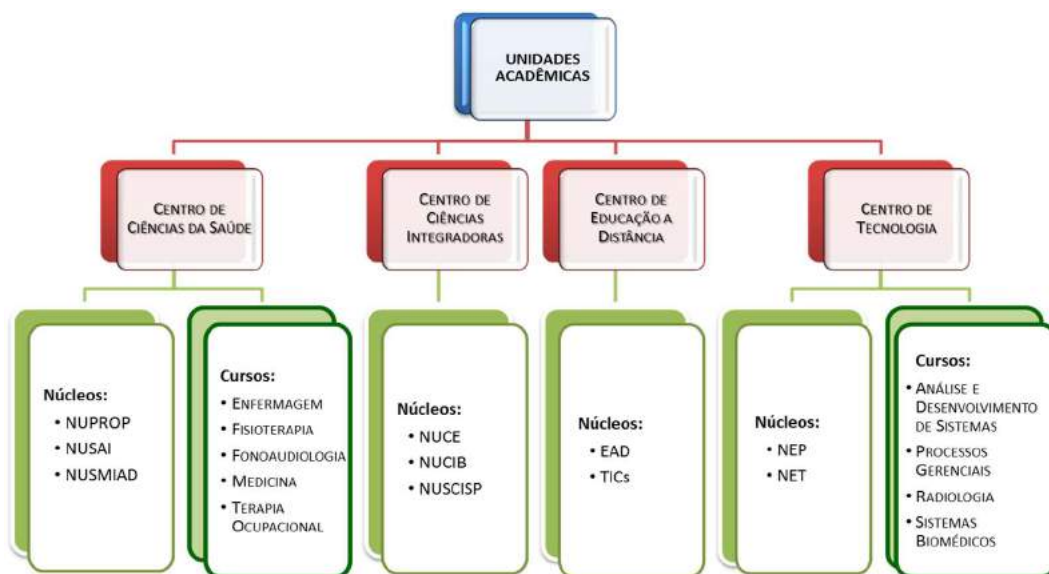 UNIDADES
ACADÊMICAS
CENTRO DE
CIÊNCIAS DA SAÚDE
CENTRO DE
CIÊNCIAS
INTEGRADORAS
CENTRO DE
EDUCAÇÃO A
DISTÂNCIA
CENTRO DE
TECNOLOGIA
Núcleos:
• NUPROP
• NUSAI
• NUSMIAD
Cursos:
• ENFERMAGEM
• FISIOTERAPIA
• FONOAUDIOLOGIA
• MEDICINA
• TERAPIA
OCUPACIONAL
Núcleos:
• NUCE
• NUCIB
• NUSCISP
Núcleos:
• EAD
• TICs
Núcleos:
• NEP
• NET
Cursos:
• ANÁLISE E
DESENVOLVIMENTO
DE SISTEMAS
• PROCESSOS
GERENCIAIS
• RADIOLOGIA
• SISTEMAS
BIOMÉDICOS